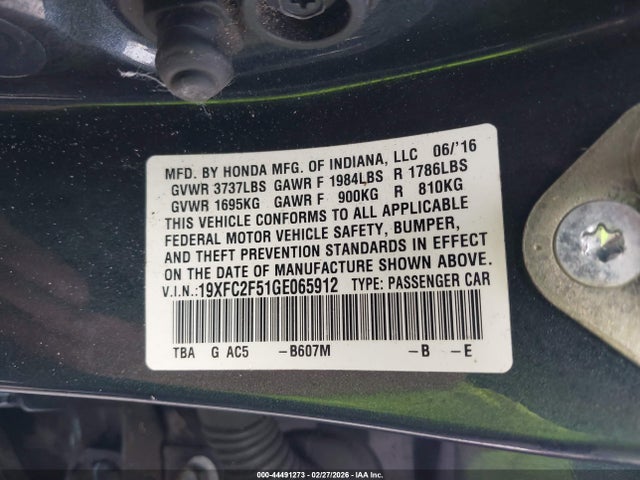 MFD. BY HONDA MFG. OF INDIANA, LLC 06/'16
GVWR 3737LBS GAWR F 1984LBS R 1786LBS
GVWR 1695KG GAWR F 900KG R 810KG
THIS VEHICLE CONFORMS TO ALL APPLICABLE
FEDERAL MOTOR VEHICLE SAFETY, BUMPER,
AND THEFT PREVENTION STANDARDS IN EFFECT
ON THE DATE OF MANUFACTURE SHOWN ABOVE.
V.I.N.:19XFC2F51GE065912 TYPE: PASSENGER CAR
TBA G AC5 –B607M –B –E
000-44491273 — 02/27/2026 — IAA Inc.